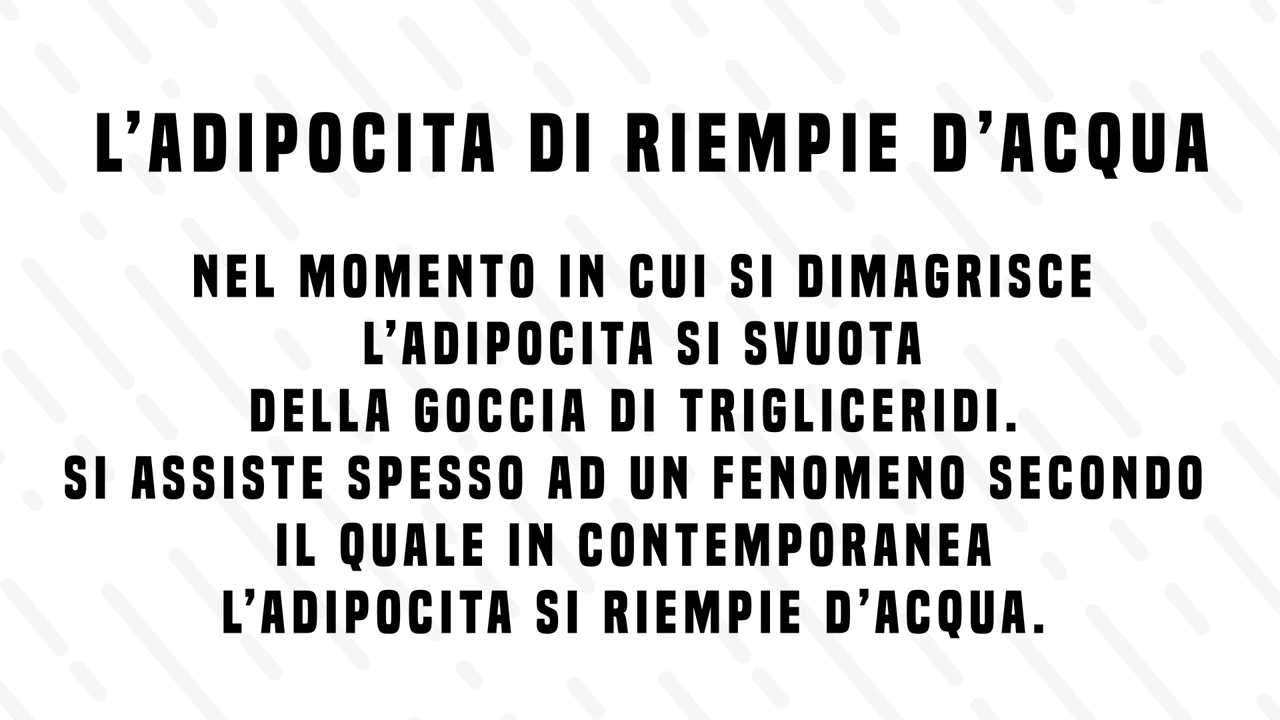 L’ADIPOCITA DI RIEMPIE D’ACQUA
NEL MOMENTO IN CUI SI DIMAGRISCE
L’ADIPOCITA SI SVUOTA
DELLA GOCCIA DI TRIGLICERIDI.
SI ASSISTE SPESSO AD UN FENOMENO SECONDO
IL QUALE IN CONTEMPORANEA
L’ADIPOCITA SI RIEMPIE D’ACQUA.